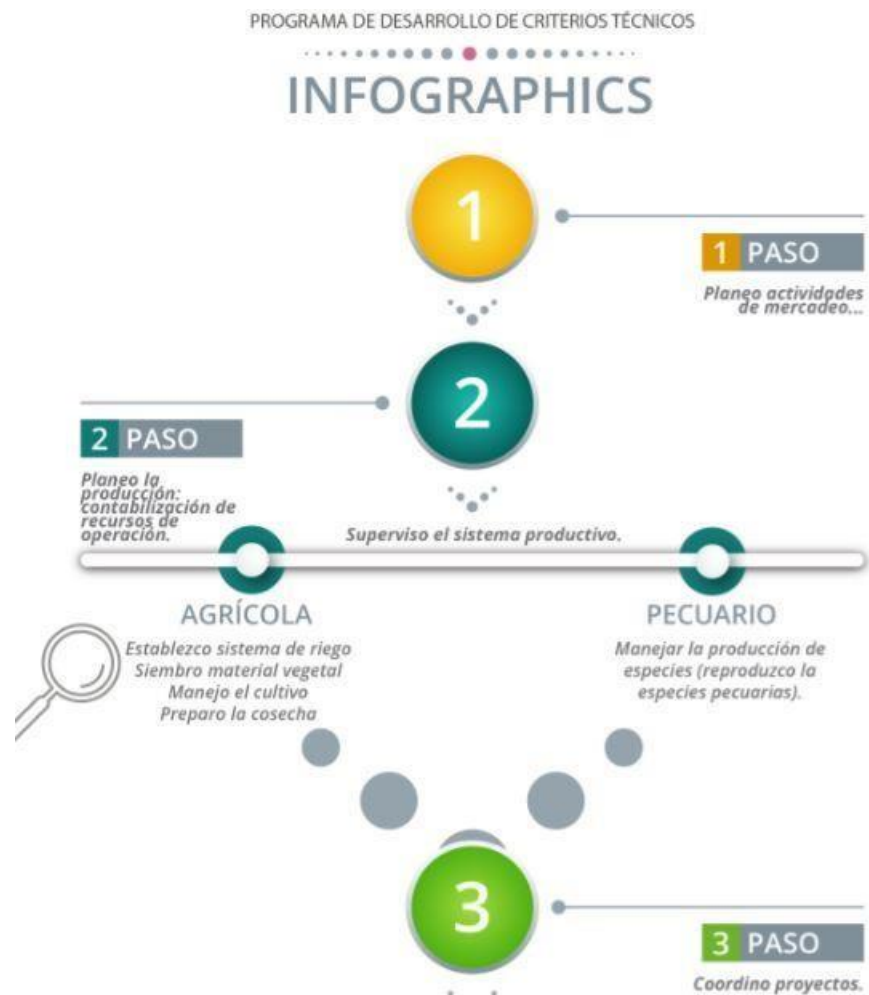 PROGRAMA DE DESARROLLO DE CRITERIOS TÉCNICOS
INFOGRAPHICS
1
1 PASO
Planeo actividades
de mercadeo...
2
2 PASO
Planeo la
producción:
contabilización de
recursos de
operación.
Superviso el sistema productivo.
AGRÍCOLA
Establezco sistema de riego
Siembro material vegetal
Manejo el cultivo
Preparo la cosecha
PECUARIO
Manejar la producción de
especies (reproduzco la
especies pecuarias).
3
3 PASO
Coordino proyectos.